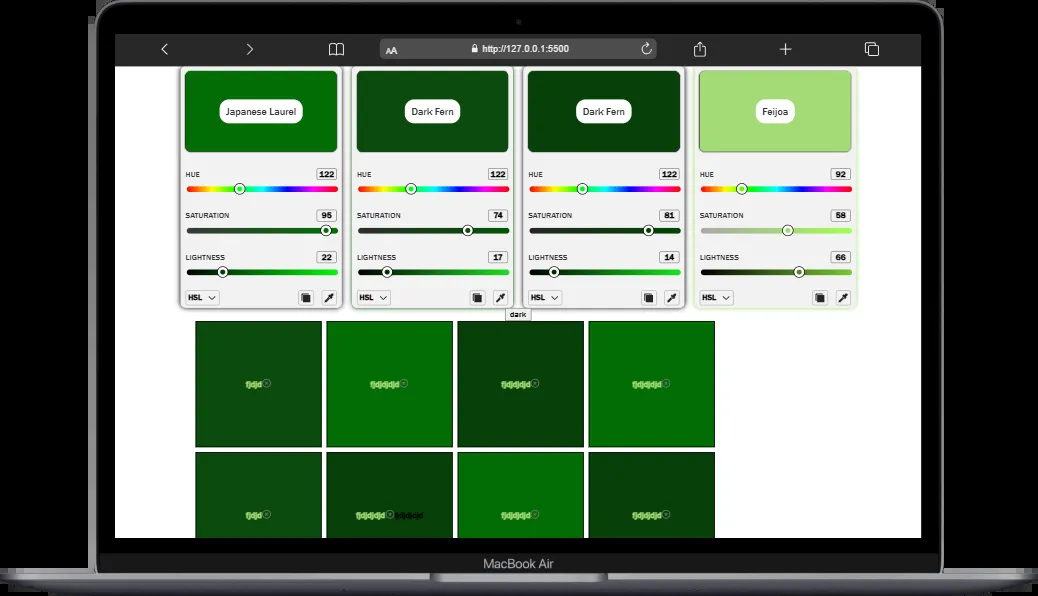 AA http://127.0.0.1:5500
Japanese Laurel
Dark Fern
Dark Fern
Feijoa
HUE 122
HUE 122
HUE 122
HUE 92
SATURATION 95
SATURATION 74
SATURATION 81
SATURATION 58
LIGHTNESS 22
LIGHTNESS 17
LIGHTNESS 14
LIGHTNESS 66
HSL
HSL
HSL
HSL
dark
fjdjd
fjdjdjdjd
fjdjdjdjd
fjdjdjdjd
fjdjd
fjdjdjdjd fjdjdjdjd
fjdjdjdjd
fjdjdjdjd
MacBook Air